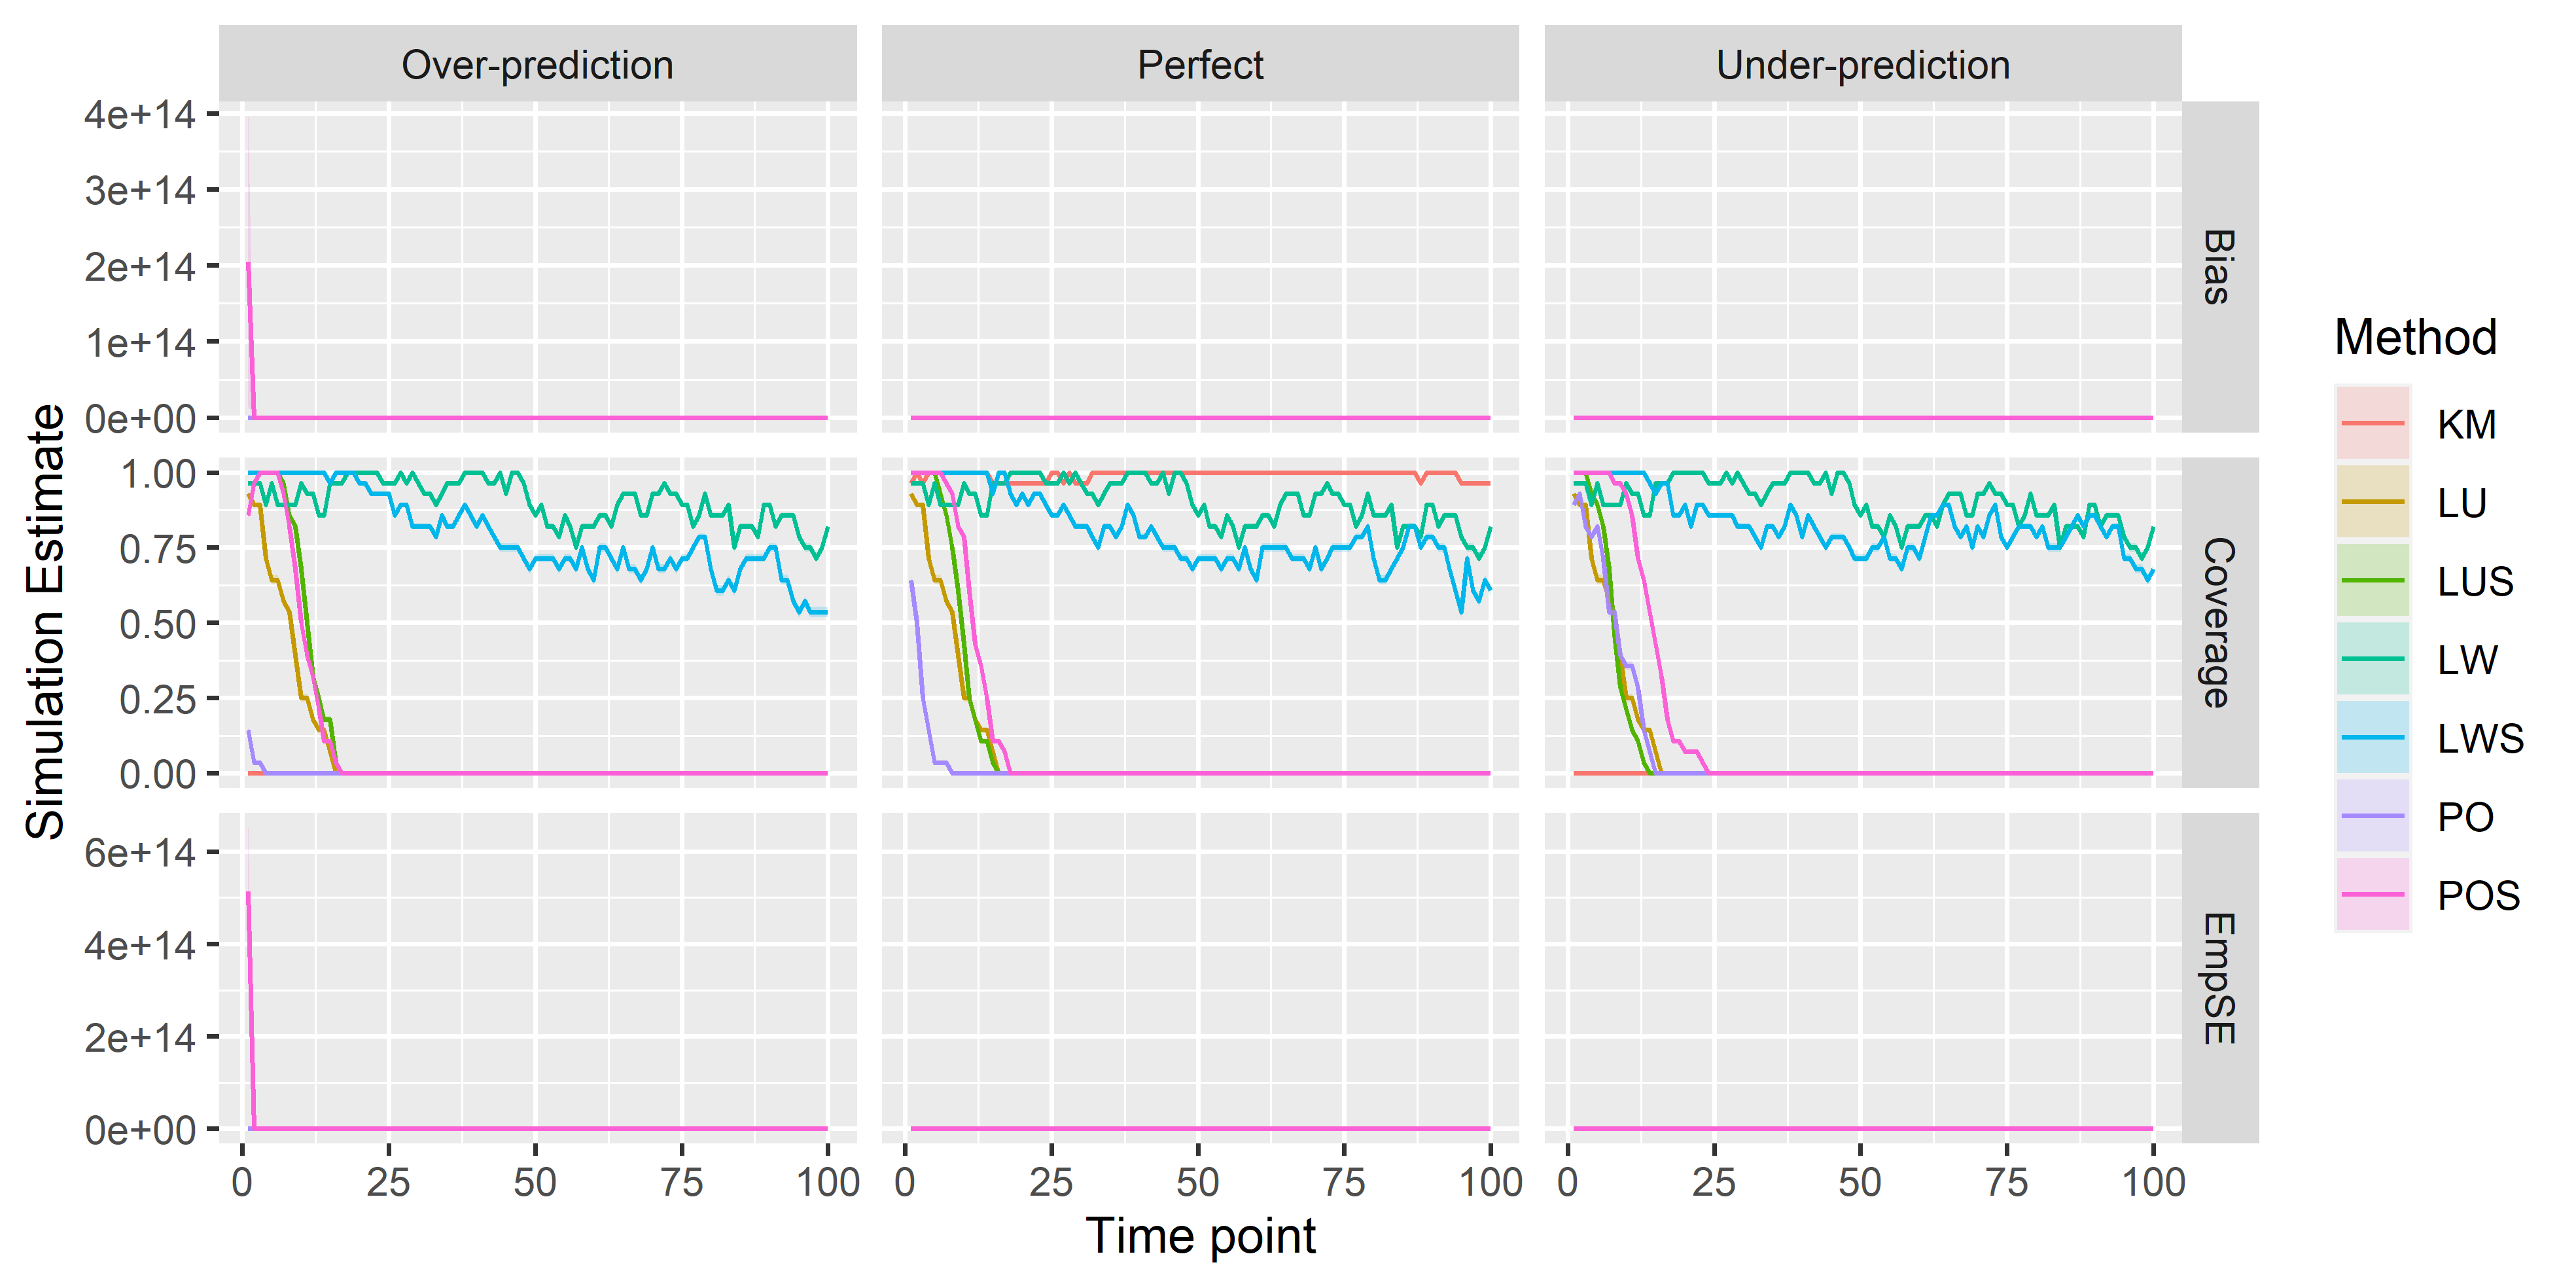 Over-prediction
Perfect
Under-prediction
Simulation Estimate
4e+14
3e+14
2e+14
1e+14
0e+00
Bias
1.00
0.75
0.50
0.25
0.00
Coverage
6e+14
4e+14
2e+14
0e+00
EmpSE
0 25 50 75 100
0 25 50 75 100
0 25 50 75 100
Time point
Method
KM
LU
LUS
LW
LWS
PO
POS